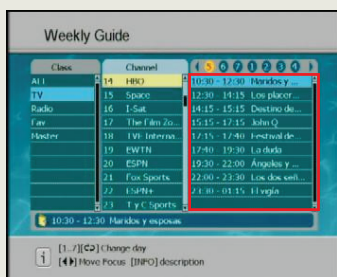 Weekly Guide
Class
Channel
5 6 7 1 2 3 4
ALL
TV
Radio
Fav
Master
14 HBO
15 Space
16 I-Sat
17 The Film Zo...
18 TVE Interna...
19 EWTN
20 ESPN
21 Fox Sports
22 ESPN+
23 T y C Sports
10:30 - 12:30 Maridos y ...
12:30 - 14:15 Los placer...
14:15 - 15:15 Destino de...
15:15 - 17:15 John Q
17:15 - 17:40 Festival de...
17:40 - 19:30 La duda
19:30 - 22:00 Ángeles y ...
22:00 - 23:30 Los dos señ...
23:30 - 01:15 El vigía
10:30 - 12:30 Maridos y esposas
[1..7][] Change day
[] Move Focus [INFO] description